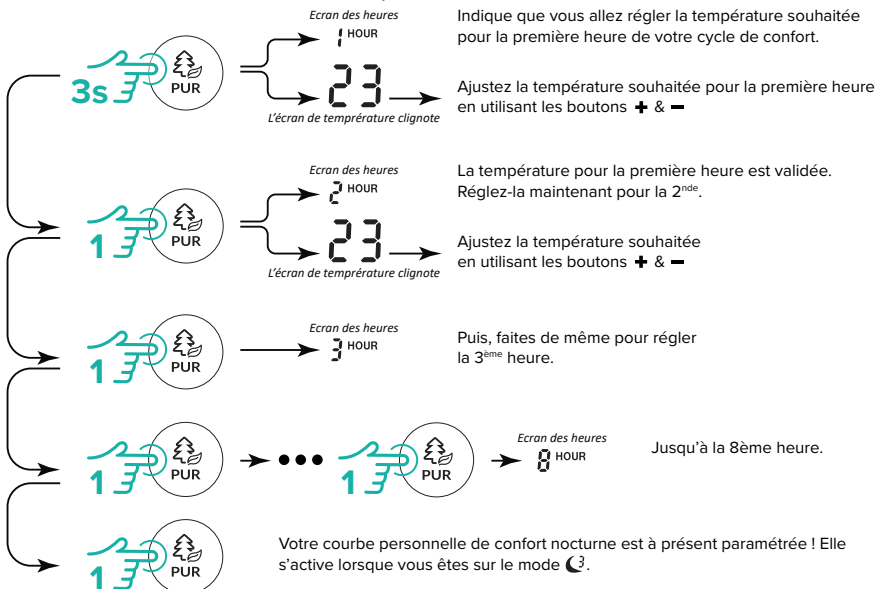 Ecran des heures
1 HOUR
Indique que vous allez régler la température souhaitée
pour la première heure de votre cycle de confort.
3s
PUR
23
L'écran de temprérature clignote
Ajustez la température souhaitée pour la première heure
en utilisant les boutons + & −
Ecran des heures
2 HOUR
La température pour la première heure est validée.
Réglez-la maintenant pour la 2nde.
1
PUR
23
L'écran de temprérature clignote
Ajustez la température souhaitée
en utilisant les boutons + & −
Ecran des heures
3 HOUR
1
PUR
Puis, faites de même pour régler
la 3ème heure.
1
PUR
•••
1
PUR
Ecran des heures
8 HOUR
Jusqu'à la 8ème heure.
1
PUR
Votre courbe personnelle de confort nocturne est à présent paramétrée ! Elle
s'active lorsque vous êtes sur le mode ☾3.